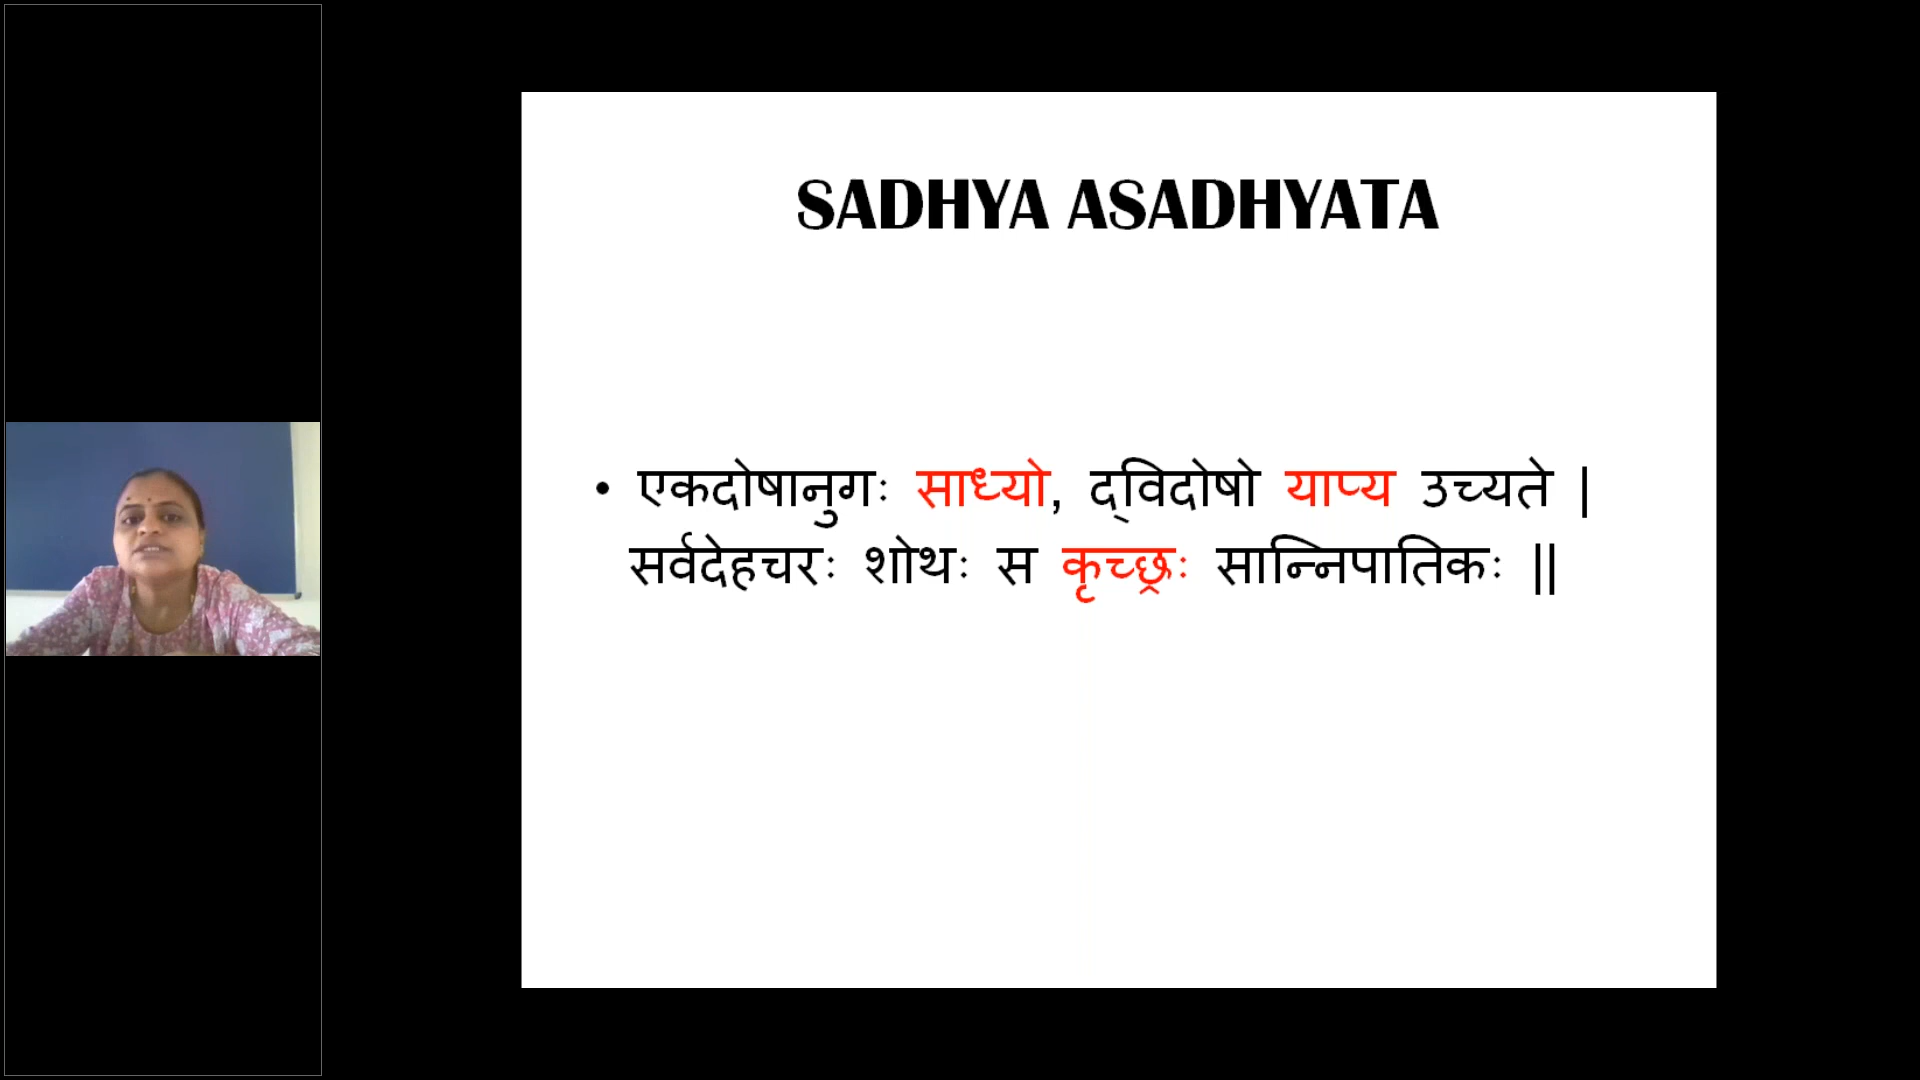 SADHYA ASADHYATA
• एकदोषानुगः साध्यो, द्विदोषो याप्य उच्यते |
सर्वदेहचरः शोथः स कृच्छ्रः सान्निपातिकः ||